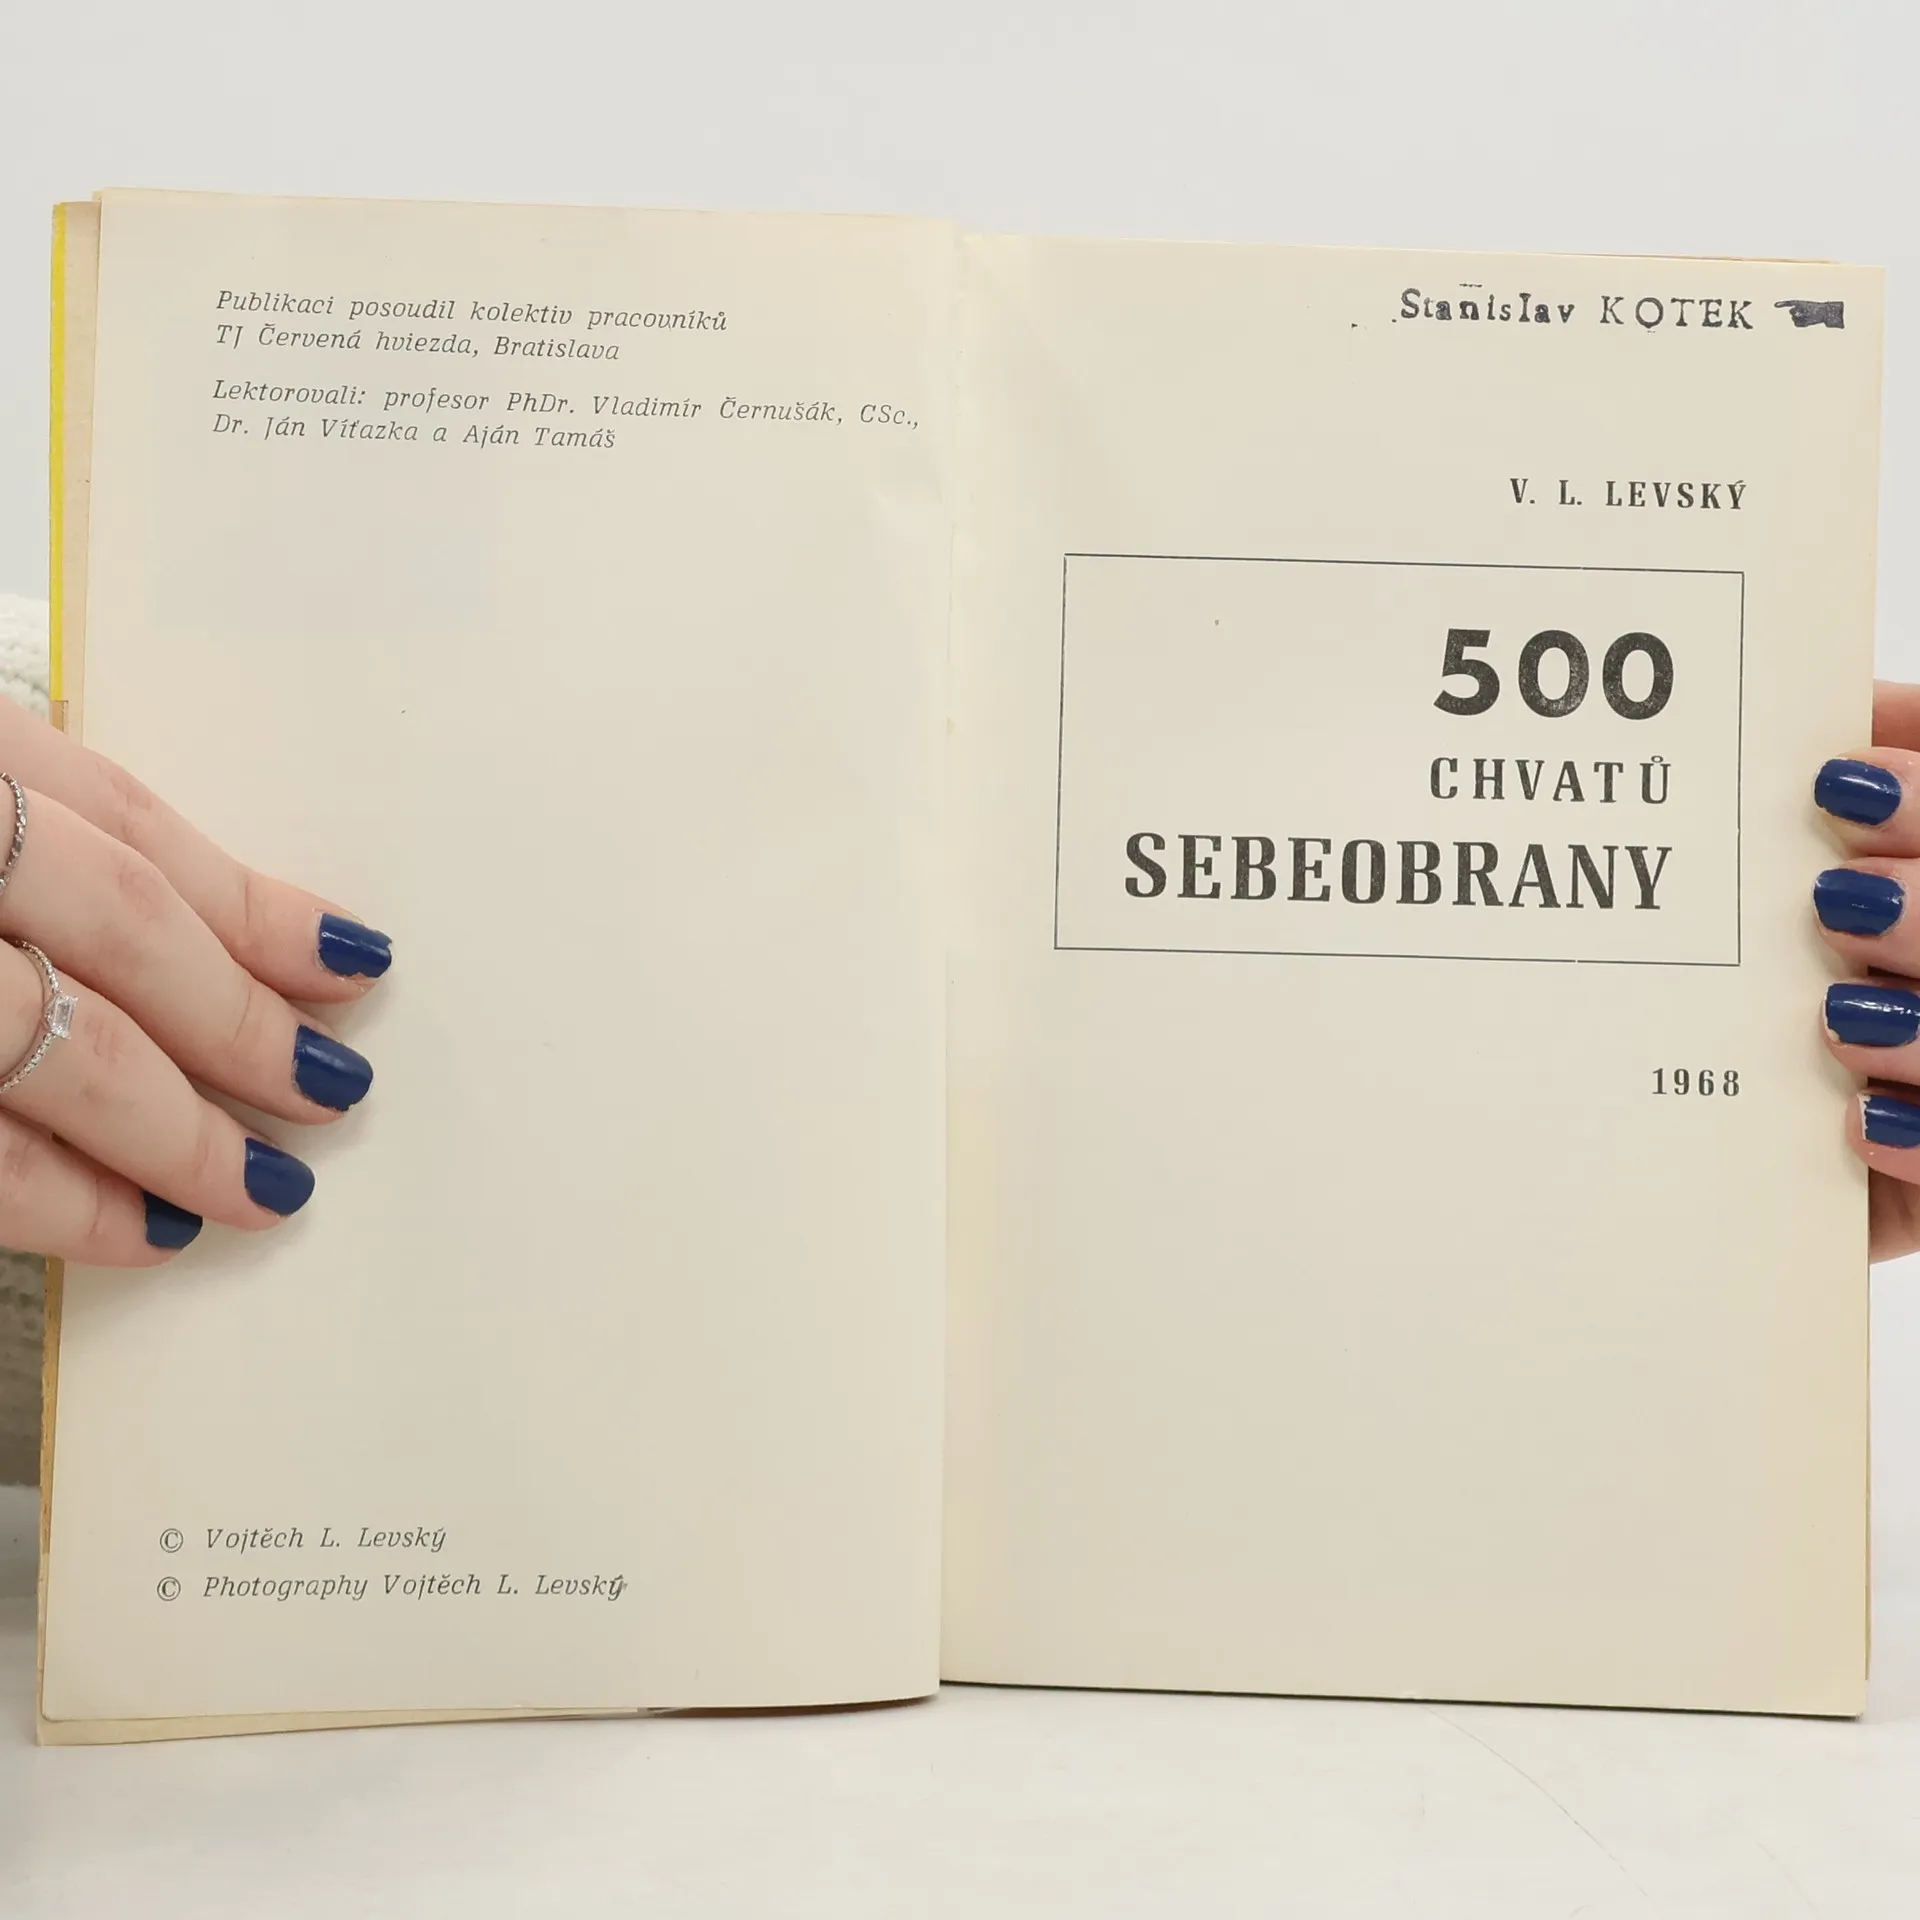 Publikaci posoudil kolektiv pracovníků
TJ Červená hviezda, Bratislava
Lektorovali: profesor PhDr. Vladimír Černušák, CSc.,
Dr. Ján Víťazka a Aján Tamáš
© Vojtěch L. Levský
© Photography Vojtěch L. Levský
Stanislav KOTEK
V. L. LEVSKÝ
500
CHVATŮ
SEBEOBRANY
1968